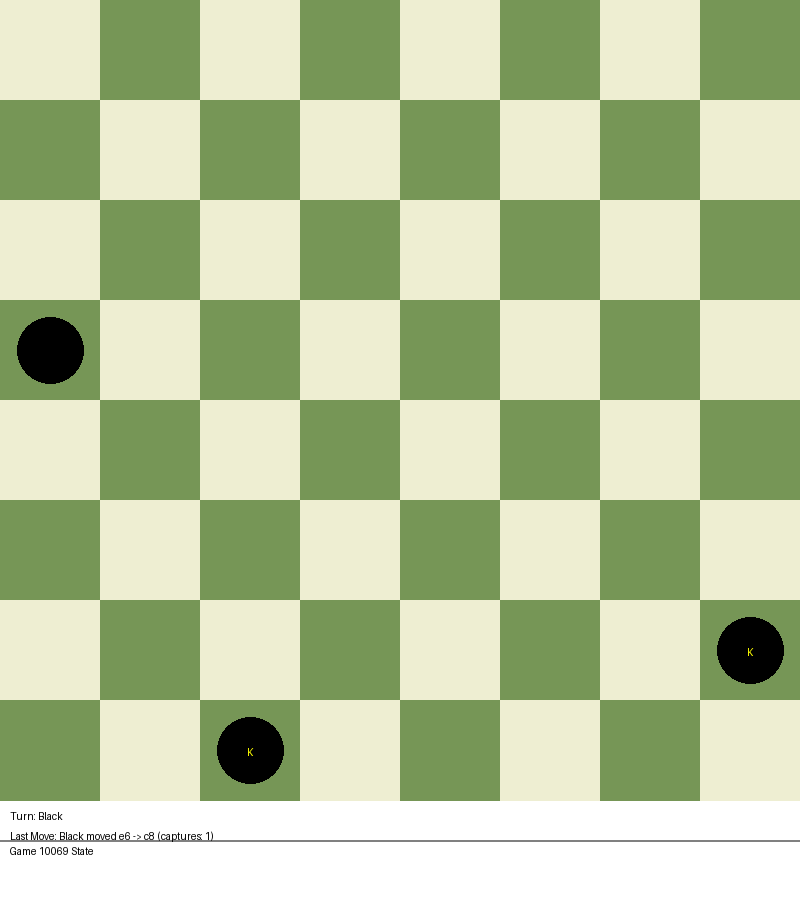 K
K
Turn: Black
Last Move: Black moved e6 -> c8 (captures: 1)
Game 10069 State